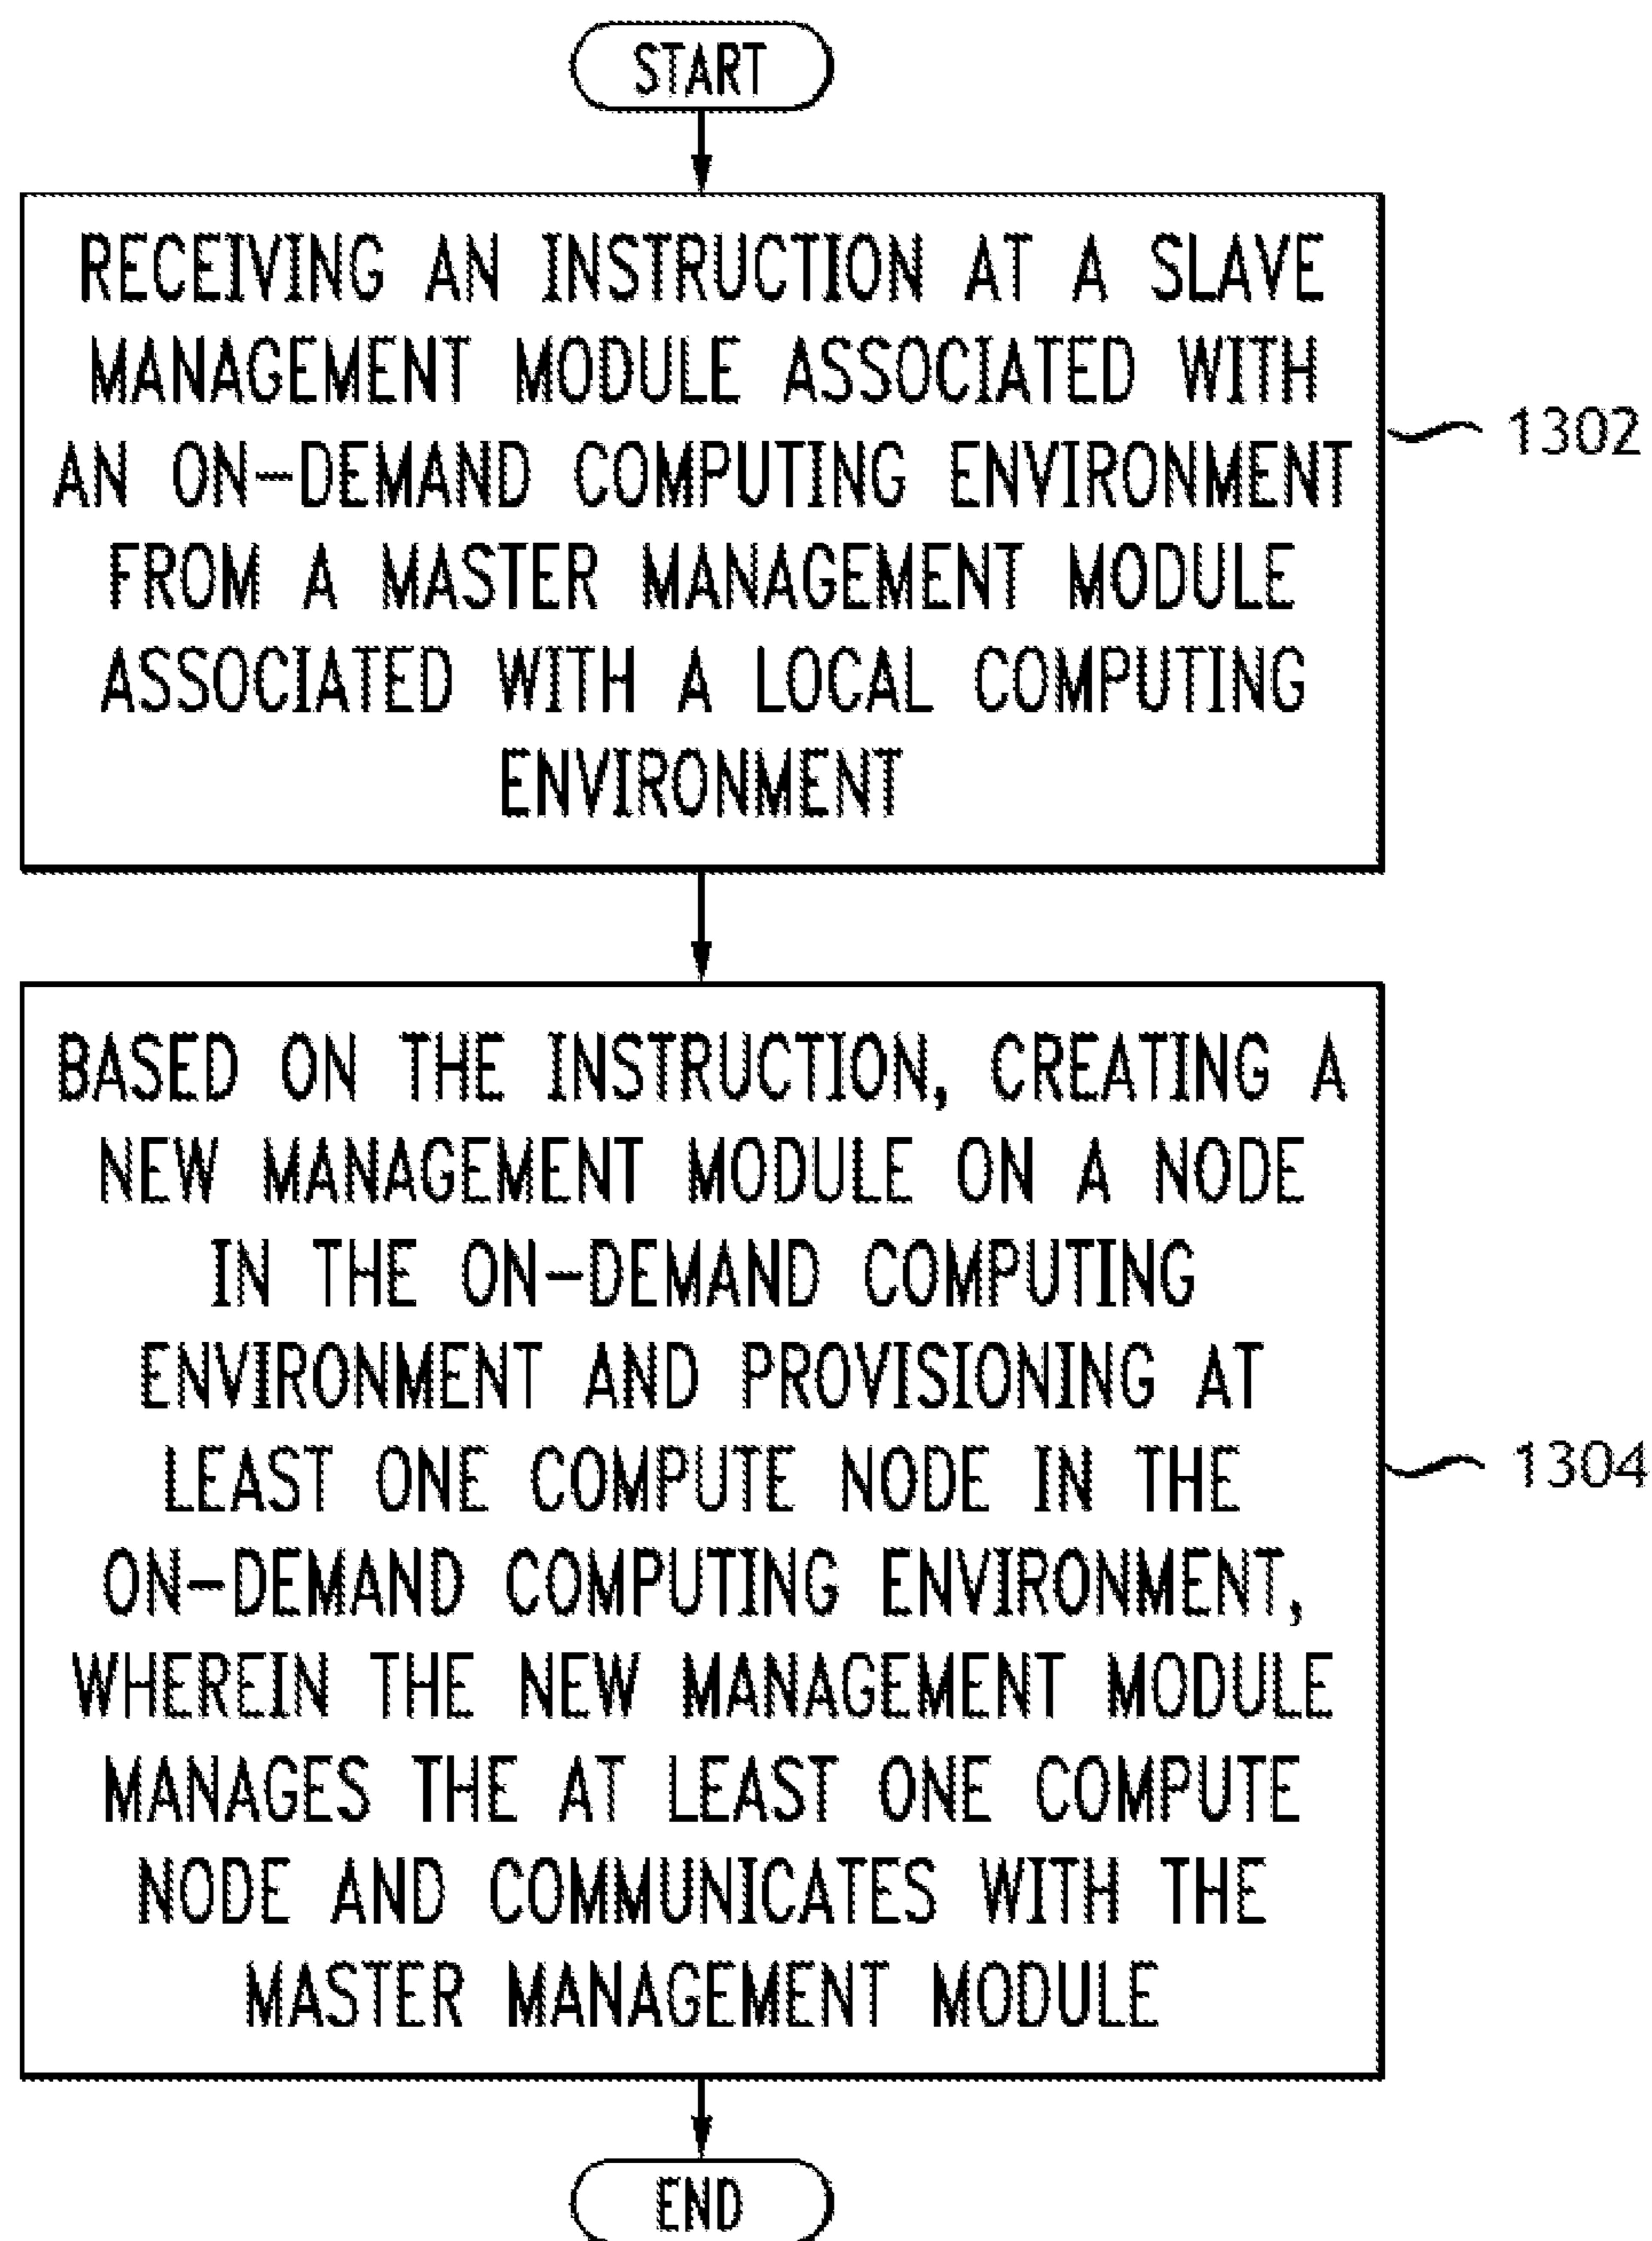 START
RECEIVING AN INSTRUCTION AT A SLAVE
MANAGEMENT MODULE ASSOCIATED WITH
AN ON-DEMAND COMPUTING ENVIRONMENT
FROM A MASTER MANAGEMENT MODULE
ASSOCIATED WITH A LOCAL COMPUTING
ENVIRONMENT
1302
BASED ON THE INSTRUCTION, CREATING A
NEW MANAGEMENT MODULE ON A NODE
IN THE ON-DEMAND COMPUTING
ENVIRONMENT AND PROVISIONING AT
LEAST ONE COMPUTE NODE IN THE
ON-DEMAND COMPUTING ENVIRONMENT,
WHEREIN THE NEW MANAGEMENT MODULE
MANAGES THE AT LEAST ONE COMPUTE
NODE AND COMMUNICATES WITH THE
MASTER MANAGEMENT MODULE
1304
END